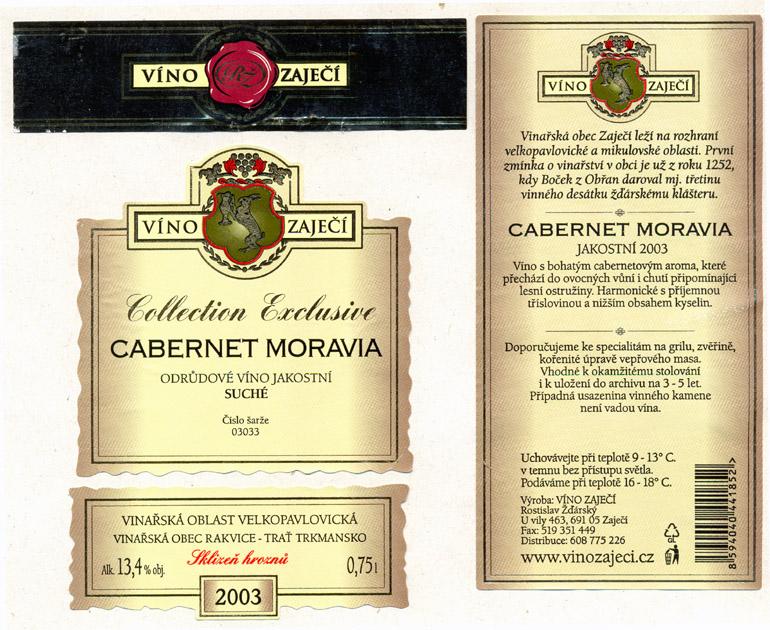 VÍNO ZAJEČÍ
VÍNO ZAJEČÍ
Collection Exclusive
CABERNET MORAVIA
ODRŮDOVÉ VÍNO JAKOSTNÍ
SUCHÉ
Číslo šarže
03033
VINAŘSKÁ OBLAST VELKOPAVLOVICKÁ
VINAŘSKÁ OBEC RAKVICE - TRAŤ TRKMANSKO
Sklizeň hroznů
Alk. 13,4 % obj. 0,75 l
2003
VÍNO ZAJEČÍ
Vinařská obec Zaječí leží na rozhraní
velkopavlovické a mikulovské oblasti. První
zmínka o vinařství v obci je už z roku 1252,
kdy Boček z Obřan daroval mj. třetinu
vinného desátku žďárskému klášteru.
CABERNET MORAVIA
JAKOSTNÍ 2003
Víno s bohatým cabernetovým aroma, které
přechází do ovocných vůní i chutí připomínající
lesní ostružiny. Harmonické s příjemnou
tříslovinou a nižším obsahem kyselin.
Doporučujeme ke specialitám na grilu, zvěřině,
kořenité úpravě vepřového masa.
Vhodné k okamžitému stolování
i k uložení do archivu na 3 - 5 let.
Případná usazenina vinného kamene
není vadou vína.
Uchovávejte při teplotě 9 - 13° C.
v temnu bez přístupu světla.
Podáváme při teplotě 16 - 18° C.
Výroba: VÍNO ZAJEČÍ
Rostislav Žďárský
U vily 463, 691 05 Zaječí
Fax: 519 351 449
Distribuce: 608 775 226
www.vinozajeci.cz
GL
8 594040 441852 >